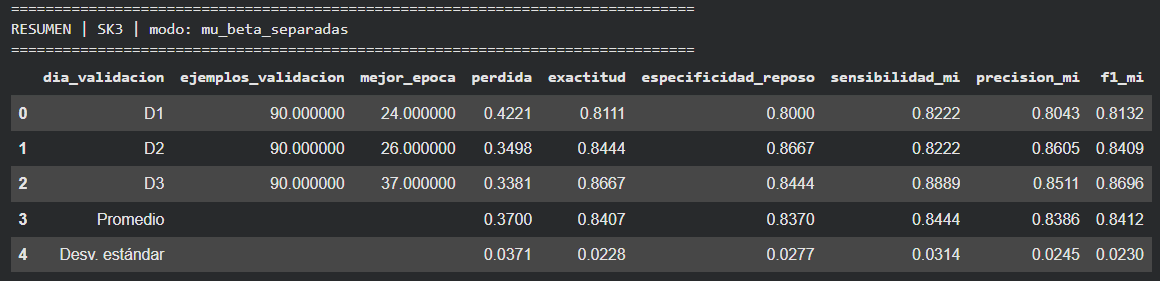 ================================================================================
RESUMEN | SK3 | modo: mu_beta_separadas
================================================================================
dia_validacion ejemplos_validacion mejor_epoca perdida exactitud especificidad_reposo sensibilidad_mi precision_mi f1_mi
0 D1 90.000000 24.000000 0.4221 0.8111 0.8000 0.8222 0.8043 0.8132
1 D2 90.000000 26.000000 0.3498 0.8444 0.8667 0.8222 0.8605 0.8409
2 D3 90.000000 37.000000 0.3381 0.8667 0.8444 0.8889 0.8511 0.8696
3 Promedio 0.3700 0.8407 0.8370 0.8444 0.8386 0.8412
4 Desv. estándar 0.0371 0.0228 0.0277 0.0314 0.0245 0.0230